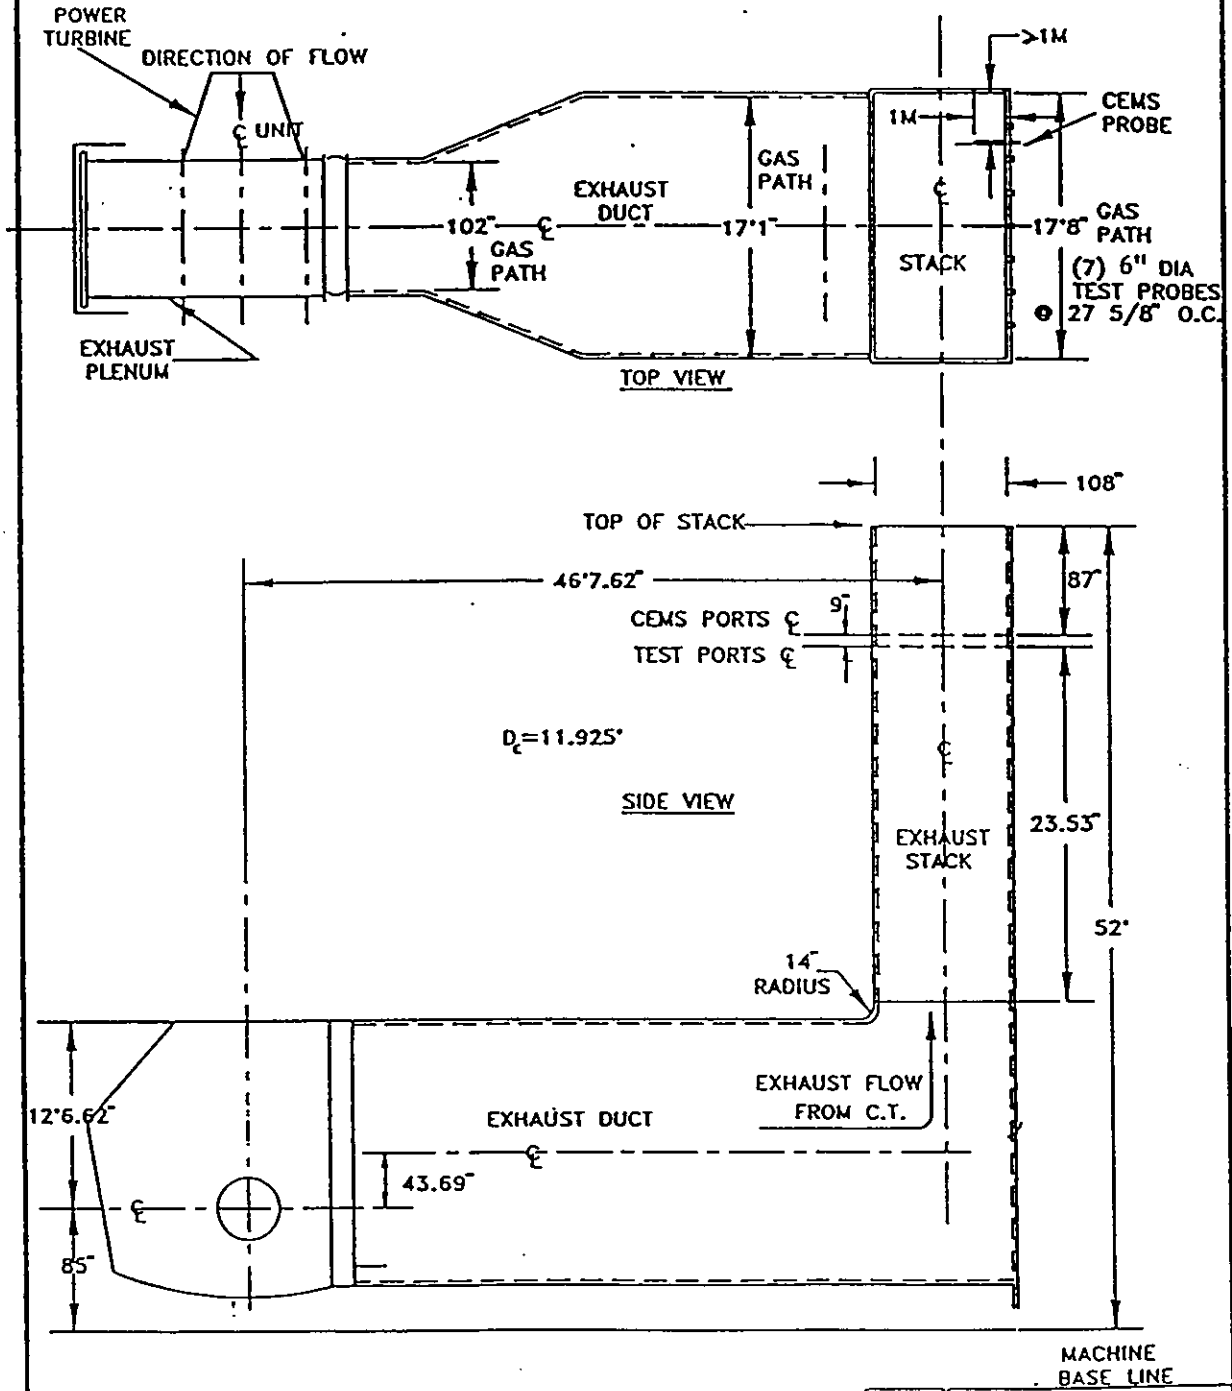 POWER
TURBINE
DIRECTION OF FLOW
℄ UNIT
>1M
1M
CEMS
PROBE
GAS
PATH
EXHAUST
DUCT
℄
102"
℄
17'1"
17'8"
GAS
PATH
GAS
PATH
STACK
(7) 6" DIA
TEST PROBES
@ 27 5/8" O.C.
EXHAUST
PLENUM
TOP VIEW
108"
TOP OF STACK
46'7.62"
87"
9"
CEMS PORTS ℄
TEST PORTS ℄
D℄=11.925'
℄
SIDE VIEW
23.53"
EXHAUST
STACK
52'
14"
RADIUS
EXHAUST FLOW
FROM C.T.
12'6.62"
EXHAUST DUCT
℄
43.69"
℄
85"
MACHINE
BASE LINE